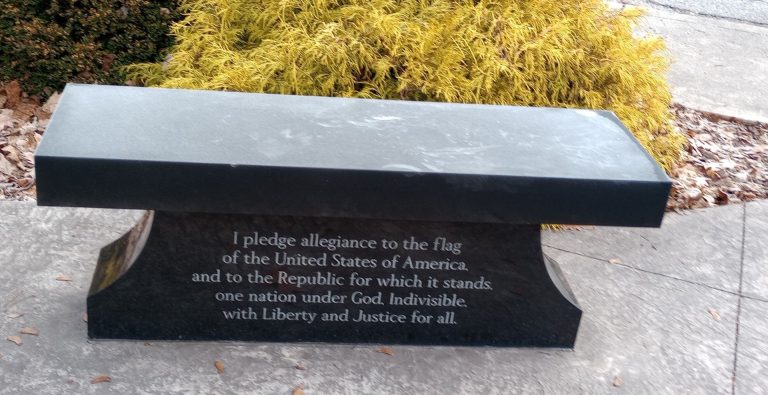 I pledge allegiance to the flag
of the United States of America,
and to the Republic for which it stands,
one nation under God, Indivisible,
with Liberty and Justice for all.